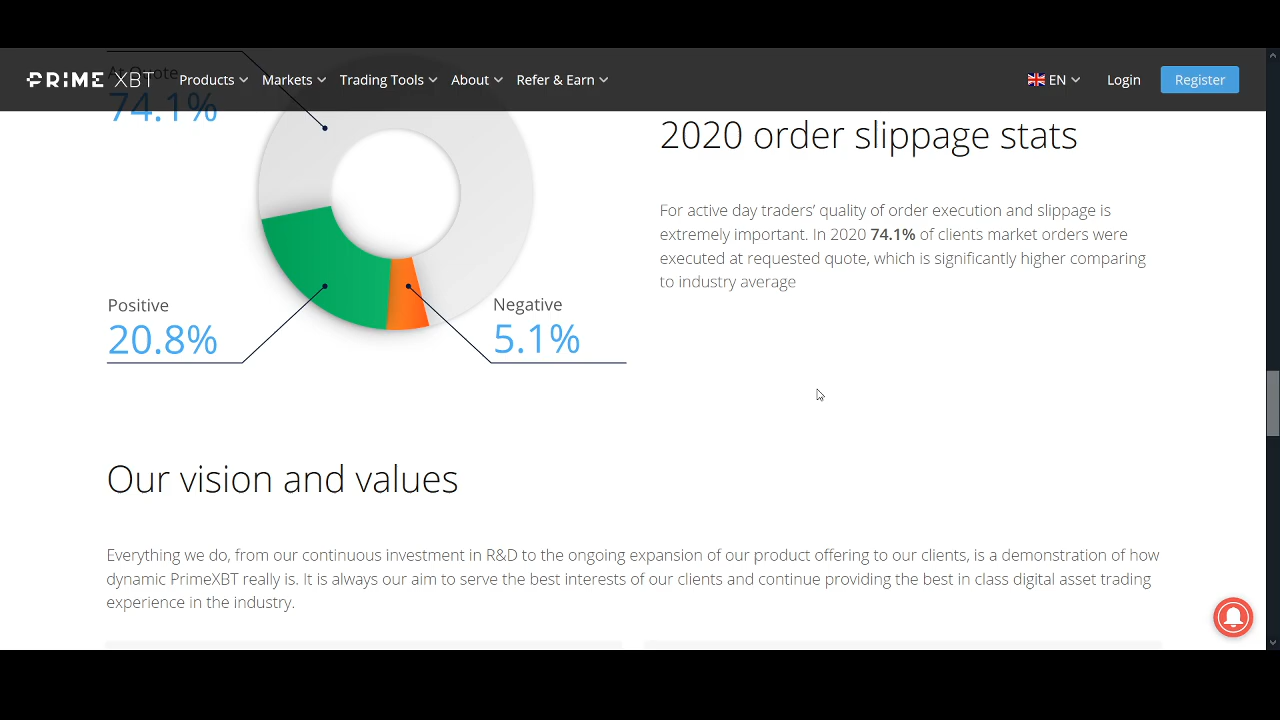 PRIME XBT Products Markets Trading Tools About Refer & Earn EN Login Register
At Quote
74.1%
2020 order slippage stats
For active day traders’ quality of order execution and slippage is
extremely important. In 2020 74.1% of clients market orders were
executed at requested quote, which is significantly higher comparing
to industry average
Positive
20.8%
Negative
5.1%
Our vision and values
Everything we do, from our continuous investment in R&D to the ongoing expansion of our product offering to our clients, is a demonstration of how
dynamic PrimeXBT really is. It is always our aim to serve the best interests of our clients and continue providing the best in class digital asset trading
experience in the industry.